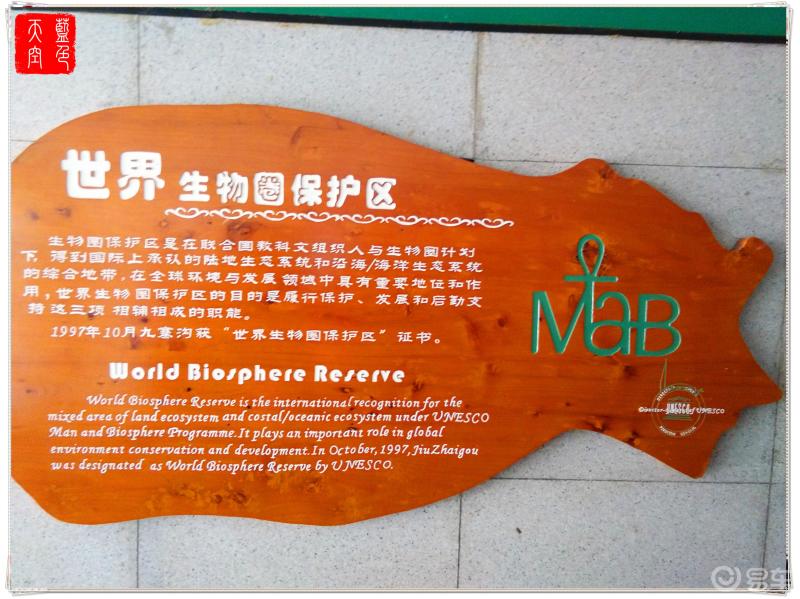 蓝色
天空
世界 生物圈保护区
生物圈保护区是在联合国教科文组织人与生物圈计划
下，得到国际上承认的陆地生态系统和沿海/海洋生态系统
的综合地带。在全球环境与发展领域中具有重要地位和作
用，世界生物圈保护区的目的是履行保护、发展和后勤支
持这三项 相辅相成的职能。
1997年10月九寨沟获“世界生物圈保护区”证书。
World Biosphere Reserve
World Biosphere Reserve is the international recognition for the
mixed area of land ecosystem and costal/oceanic ecosystem under UNESCO
Man and Biosphere Programme.It plays an important role in global
environment conservation and development.In October,1997,JiuZhaigou
was designated as World Biosphere Reserve by UNESCO.
MaB
UNESCO
of UNESCO
易车